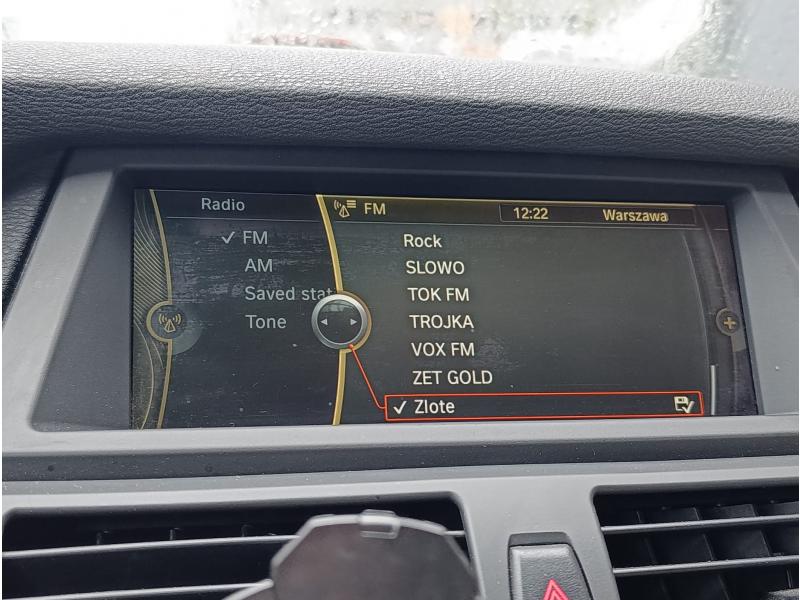 Radio
FM
AM
Saved stat
Tone
FM
12:22
Warszawa
Rock
SLOWO
TOK FM
TROJKĄ
VOX FM
ZET GOLD
Zlote